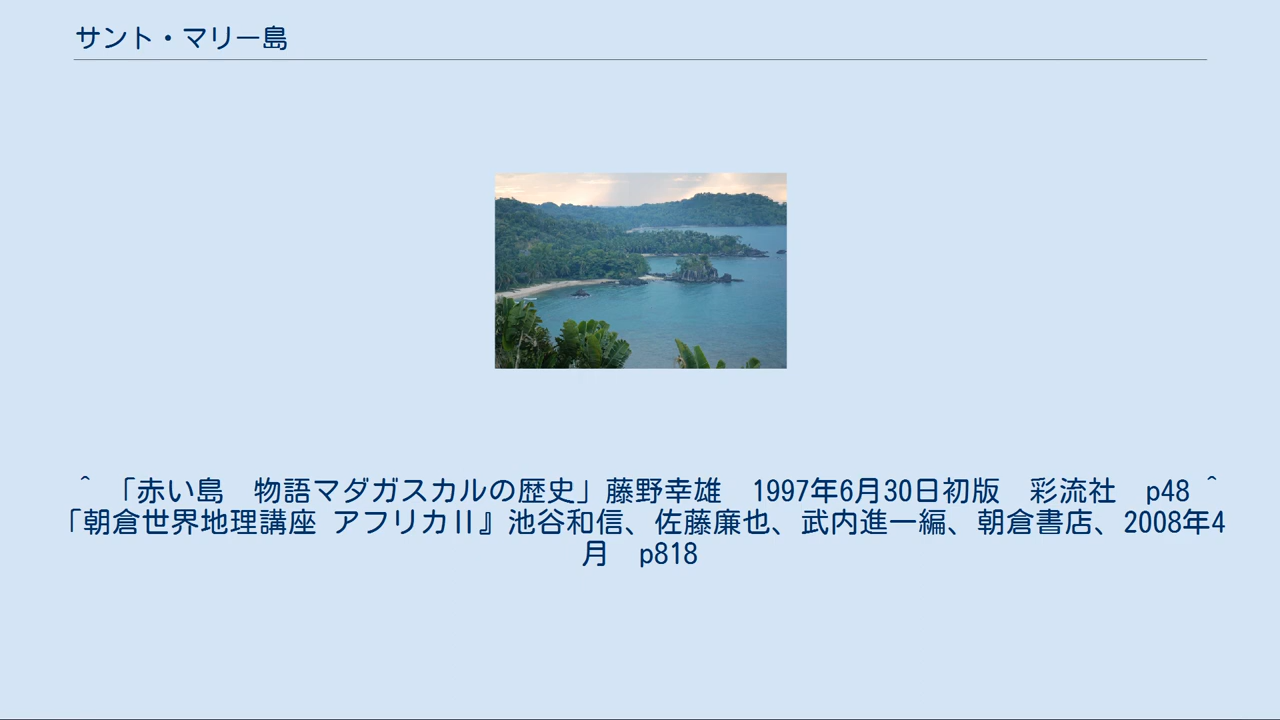 サント・マリー島
^ 「赤い島　物語マダガスカルの歴史」藤野幸雄　1997年6月30日初版　彩流社　p48 ^
「朝倉世界地理講座 アフリカⅡ』池谷和信、佐藤廉也、武内進一編、朝倉書店、2008年4
月　p818